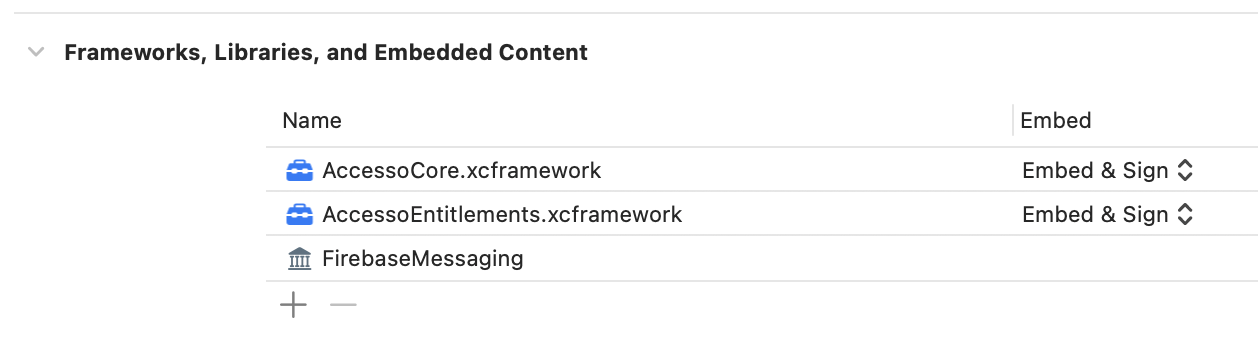 Frameworks, Libraries, and Embedded Content
Name Embed
AccessoCore.xcframework Embed & Sign
AccessoEntitlements.xcframework Embed & Sign
FirebaseMessaging